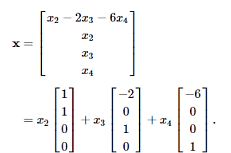 x = [ x₂ − 2x₃ − 6x₄
x₂
x₃
x₄ ]
= x₂ [ 1 1 0 0 ] + x₃ [ −2 0 1 0 ] + x₄ [ −6 0 0 1 ] .